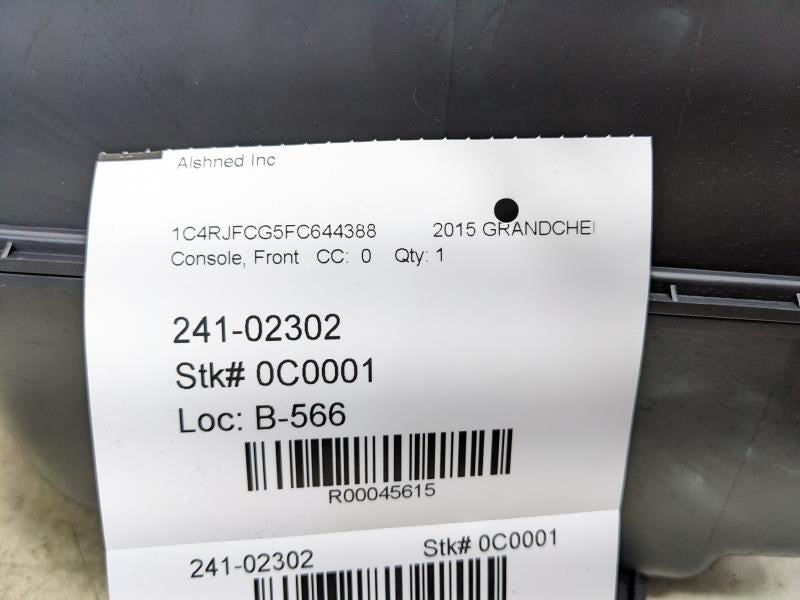 Alshned Inc
1C4RJFCG5FC644388 2015 GRANDCHE
Console, Front CC: 0 Qty: 1
241-02302
Stk# 0C0001
Loc: B-566
R00045615
241-02302 Stk# 0C0001